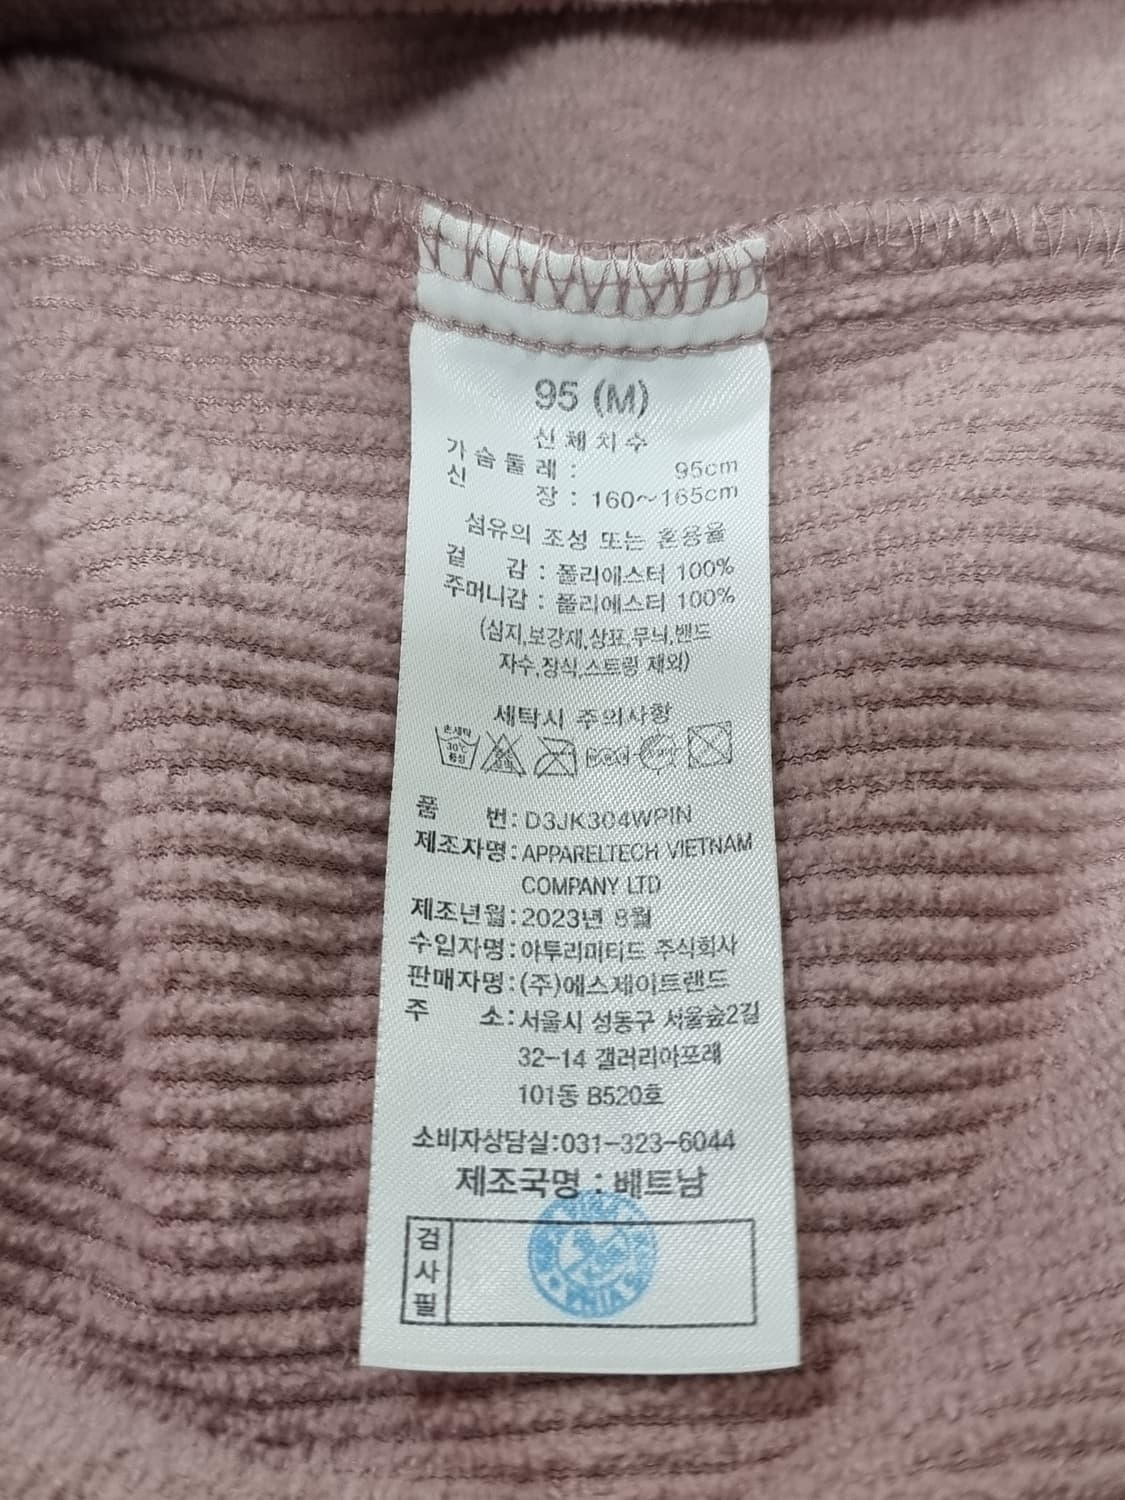 95 (M)
신체치수
가슴둘레 : 95cm
신 장 : 160~165cm
섬유의 조성 또는 혼용율
겉 감 : 폴리에스터 100%
주머니감 : 폴리에스터 100%
(심지,보강재,상표,무늬,밴드
자수,장식,스트링 제외)
세탁시 주의사항
손세탁
30℃
중성
품 번: D3JK304WPIN
제조자명: APPARELTECH VIETNAM
COMPANY LTD
제조년월: 2023년 8월
수입자명: 야투리미티드 주식회사
판매자명: (주)에스제이트랜드
주 소: 서울시 성동구 서울숲2길
32-14 갤러리아포레
101동 B520호
소비자상담실:031-323-6044
제조국명 : 베트남
검사필